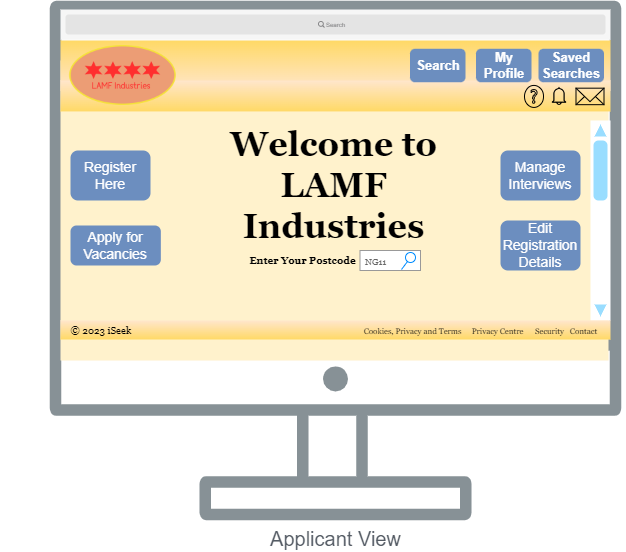 Search
LAMF Industries
Search
My
Profile
Saved
Searches
?
Welcome to
LAMF
Industries
Register
Here
Apply for
Vacancies
Manage
Interviews
Edit
Registration
Details
Enter Your Postcode
NG11
© 2023 iSeek
Cookies, Privacy and Terms Privacy Centre Security Contact
Applicant View